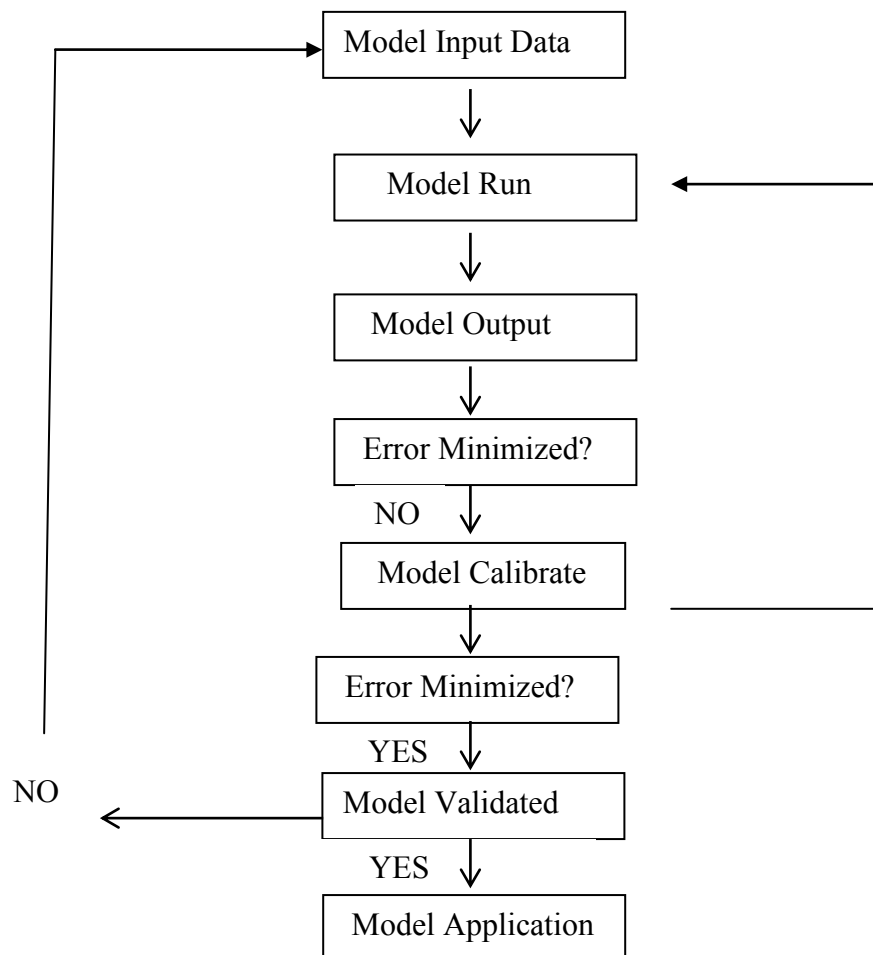 Model Input Data
Model Run
Model Output
Error Minimized?
NO
Model Calibrate
Error Minimized?
YES
NO
Model Validated
YES
Model Application